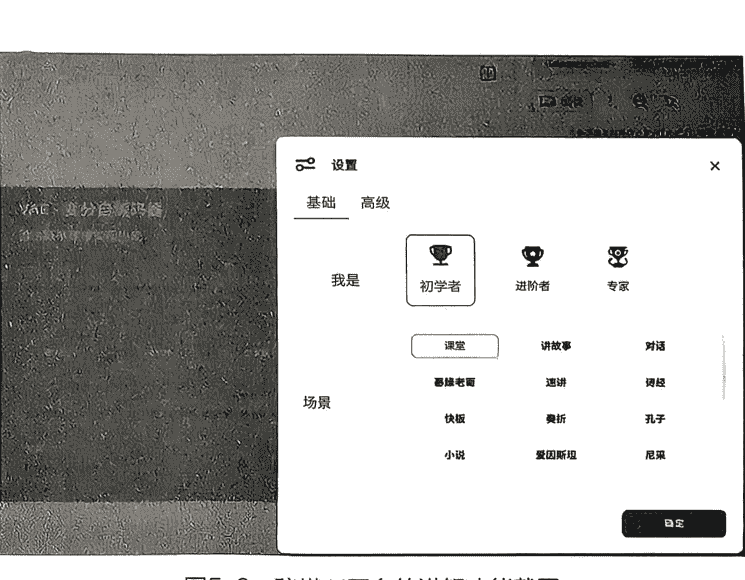 设置
×
基础 高级
我是
初学者 进阶者 专家
场景
课堂 讲故事 对话
暴躁老哥 速讲 诗经
快板 奏折 孔子
小说 爱因斯坦 尼采
确定